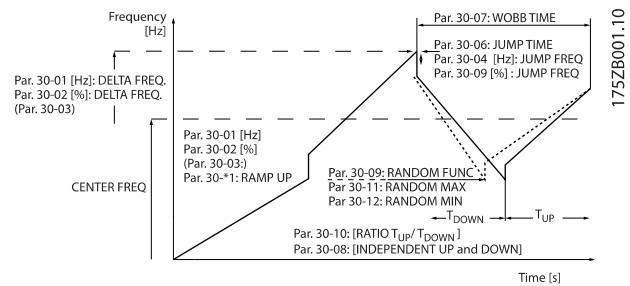 Frequency
[Hz]
Par. 30-07: WOBB TIME
Par. 30-06: JUMP TIME
Par. 30-04 [Hz]: JUMP FREQ
Par. 30-09 [%] : JUMP FREQ
175ZB001.10
Par. 30-01 [Hz]: DELTA FREQ.
Par. 30-02 [%]: DELTA FREQ.
(Par. 30-03)
Par. 30-01 [Hz]
Par. 30-02 [%]
(Par. 30-03:)
Par. 30-*1: RAMP UP
CENTER FREQ
Par. 30-09: RANDOM FUNC
Par 30-11: RANDOM MAX
Par 30-12: RANDOM MIN
TDOWN
TUP
Par. 30-10: [RATIO TUP/ TDOWN ]
Par. 30-08: [INDEPENDENT UP and DOWN]
Time [s]